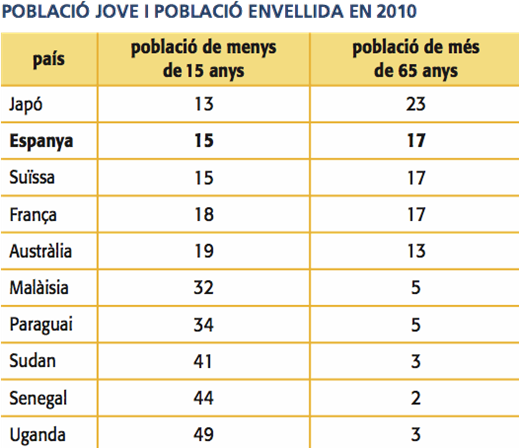 POBLACIÓ JOVE I POBLACIÓ ENVELLIDA EN 2010
país població de menys de 15 anys població de més de 65 anys
Japó 13 23
Espanya 15 17
Suïssa 15 17
França 18 17
Austràlia 19 13
Malàisia 32 5
Paraguai 34 5
Sudan 41 3
Senegal 44 2
Uganda 49 3